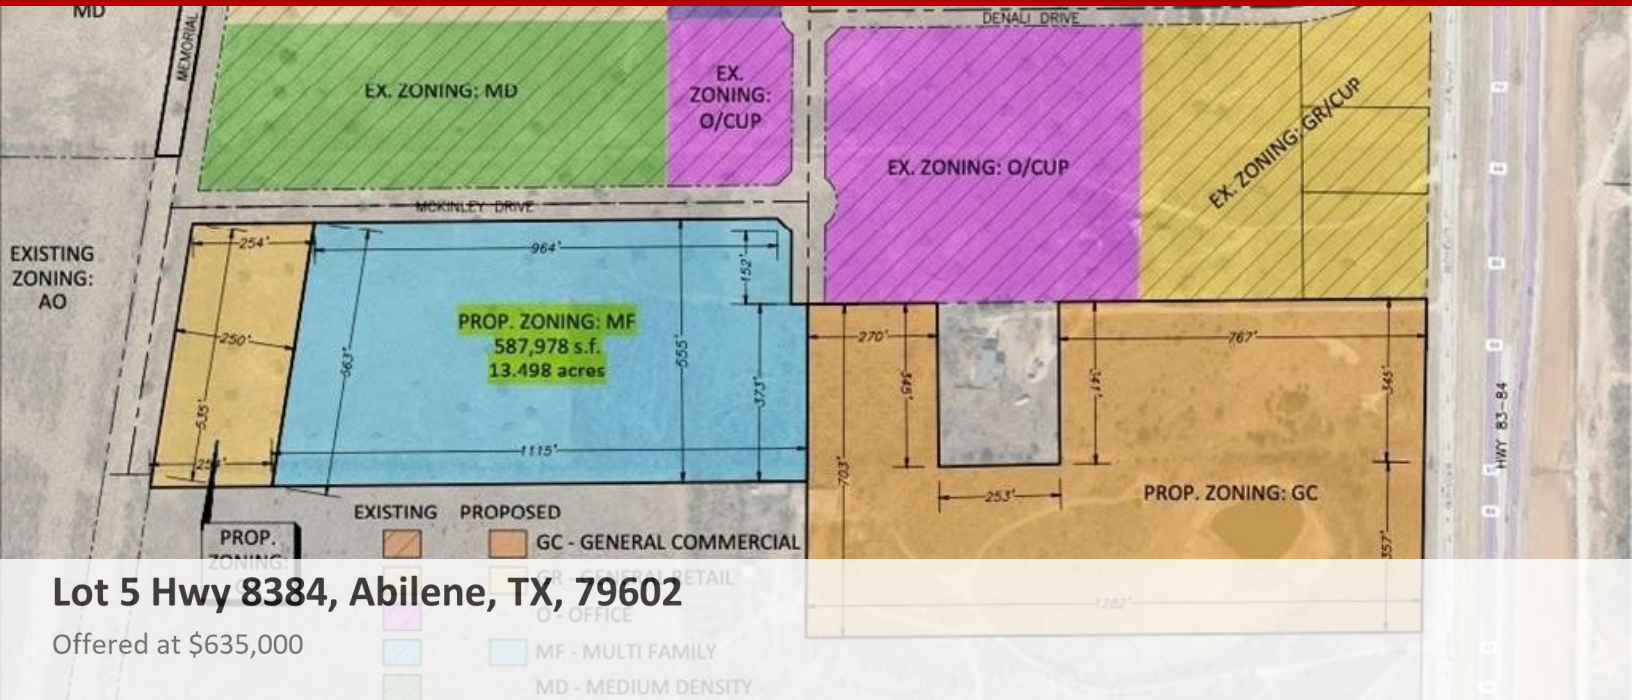 MD
MEMORIAL
DENALI DRIVE
EX. ZONING: MD
EX.
ZONING:
O/CUP
EX. ZONING: O/CUP
EX. ZONING: GR/CUP
MCKINLEY DRIVE
EXISTING
ZONING:
AO
254'
964'
152'
250'
563'
555'
373'
535'
1115'
PROP. ZONING: MF
587,978 s.f.
13.498 acres
270'
345'
767'
341'
345'
703'
253'
PROP. ZONING: GC
357'
1282'
HWY 83-84
PROP.
ZONING:
EXISTING PROPOSED
GC - GENERAL COMMERCIAL
GR - GENERAL RETAIL
O - OFFICE
MF - MULTI FAMILY
MD - MEDIUM DENSITY
Lot 5 Hwy 8384, Abilene, TX, 79602
Offered at $635,000